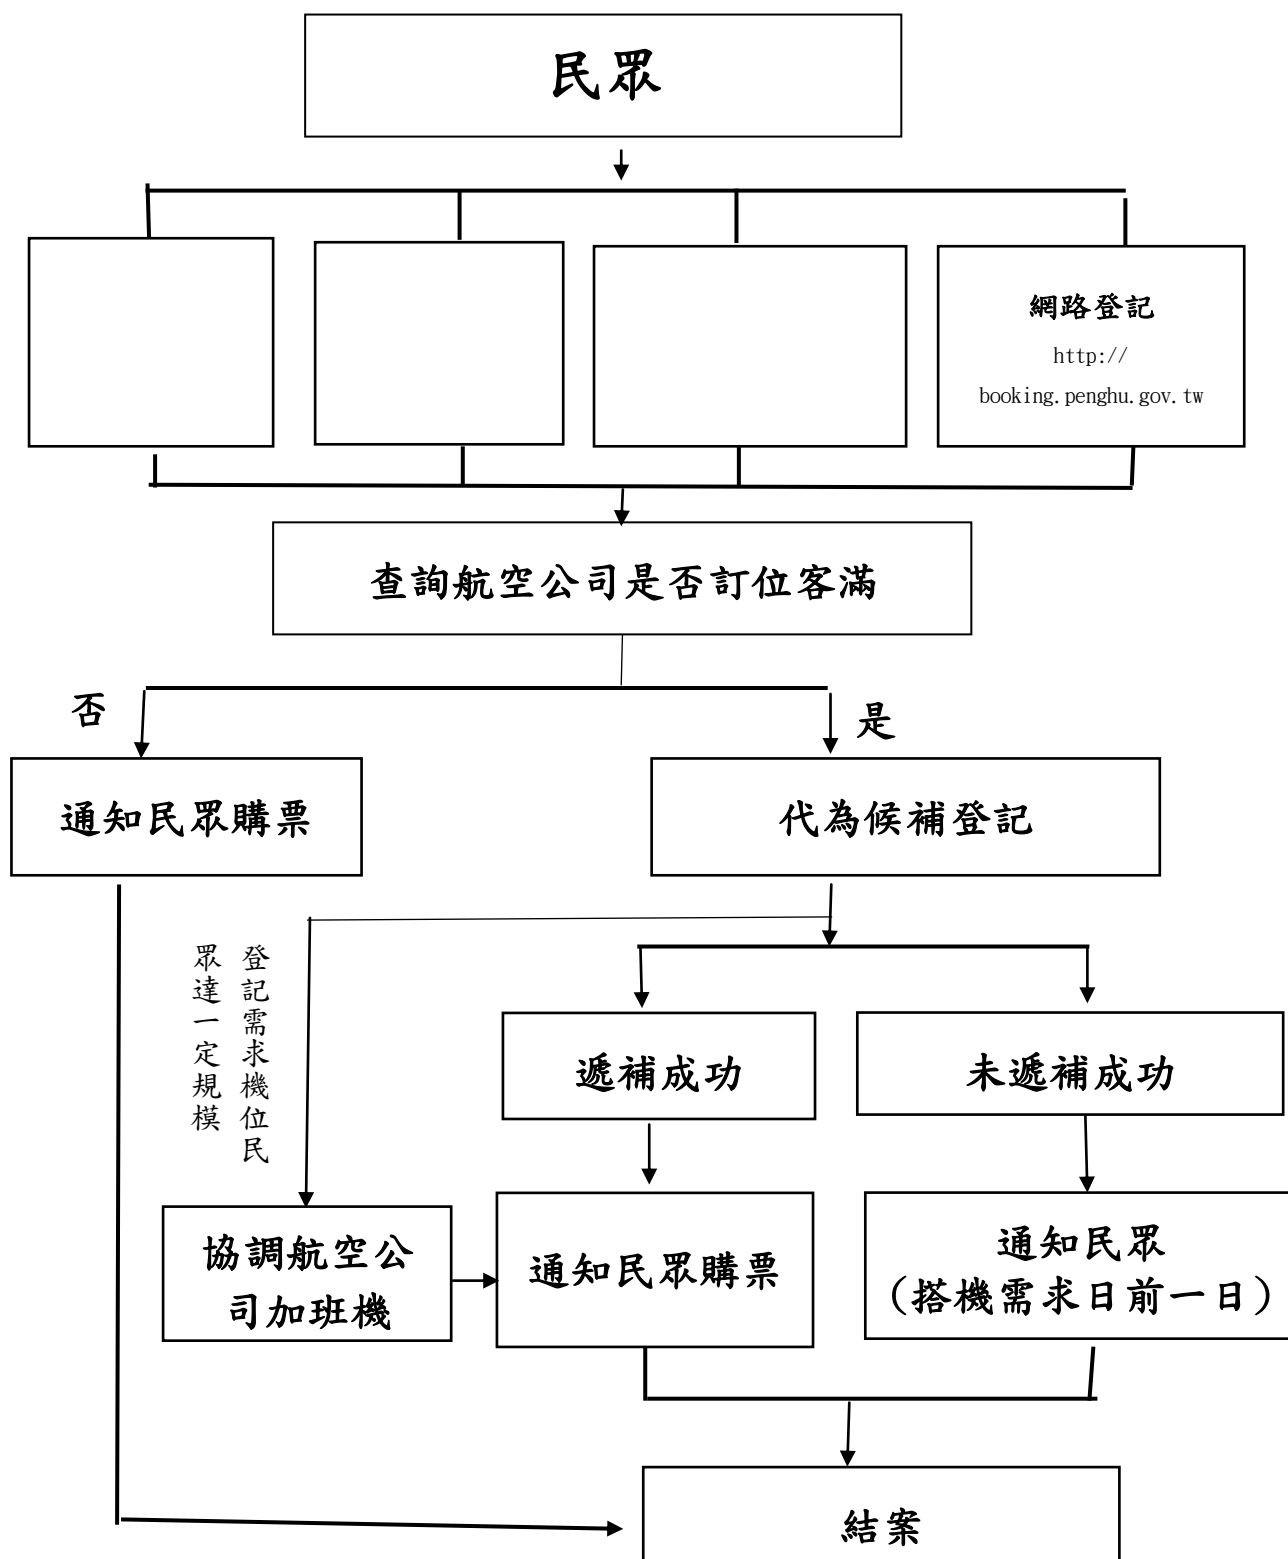 民眾
網路登記
http://
booking.penghu.gov.tw
查詢航空公司是否訂位客滿
否
是
通知民眾購票
代為候補登記
登記需求機位民
眾達一定規模
遞補成功
未遞補成功
協調航空公
司加班機
通知民眾購票
通知民眾
(搭機需求日前一日)
結案